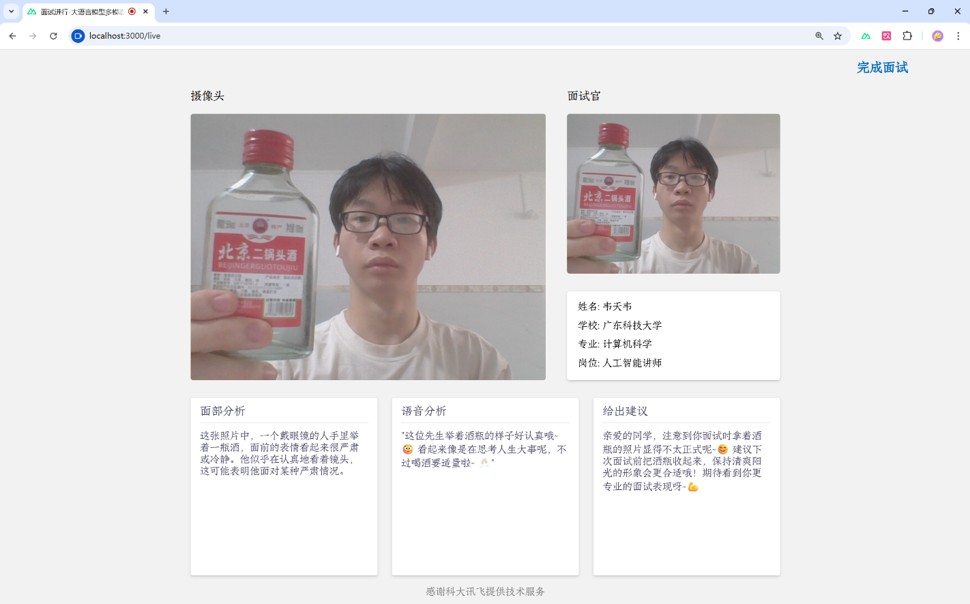 面试进行-大语言模型多模态
localhost:3000/live
完成面试
摄像头
面试官
北京二锅头酒
BEIJINGERGUOTOUJIU
北京二锅头酒
姓名: 韦天韦
学校: 广东科技大学
专业: 计算机科学
岗位: 人工智能讲师
面部分析
这张照片中，一个戴眼镜的人手里举
着一瓶酒，面前的表情看起来很严肃
或冷静。他似乎在认真地看着镜头，
这可能表明他面对某种严肃情况。
语音分析
"这位先生举着酒瓶的样子好认真哦~
😳 看起来像是在思考人生大事呢，不
过喝酒要适量啦~ 🥂"
给出建议
亲爱的同学，注意到你面试时拿着酒
瓶的照片显得不太正式呢~😊 建议下
次面试前把酒瓶收起来，保持清爽阳
光的形象会更合适哦！期待看到你更
专业的面试表现呀~💪
感谢科大讯飞提供技术服务